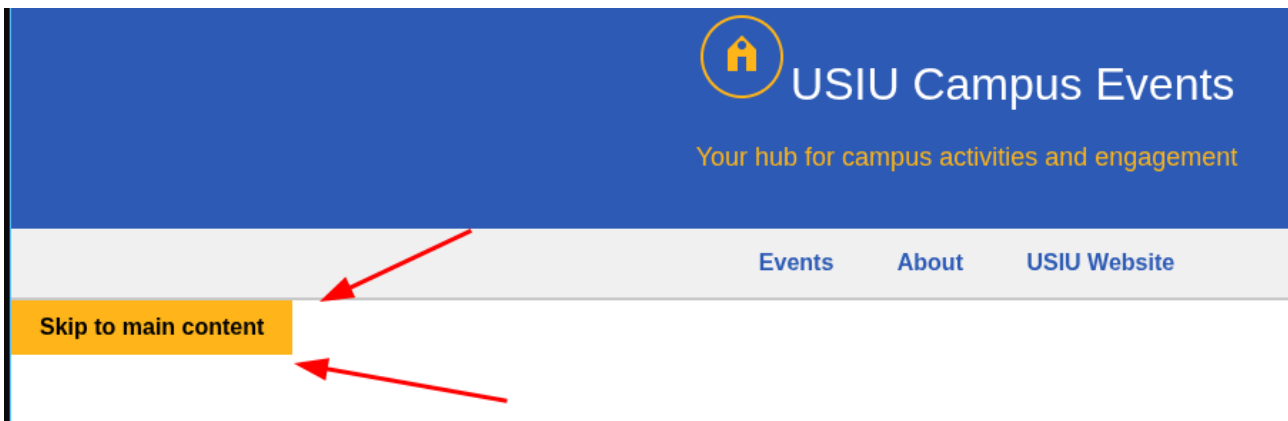 USIU Campus Events
Your hub for campus activities and engagement
Events About USIU Website
Skip to main content